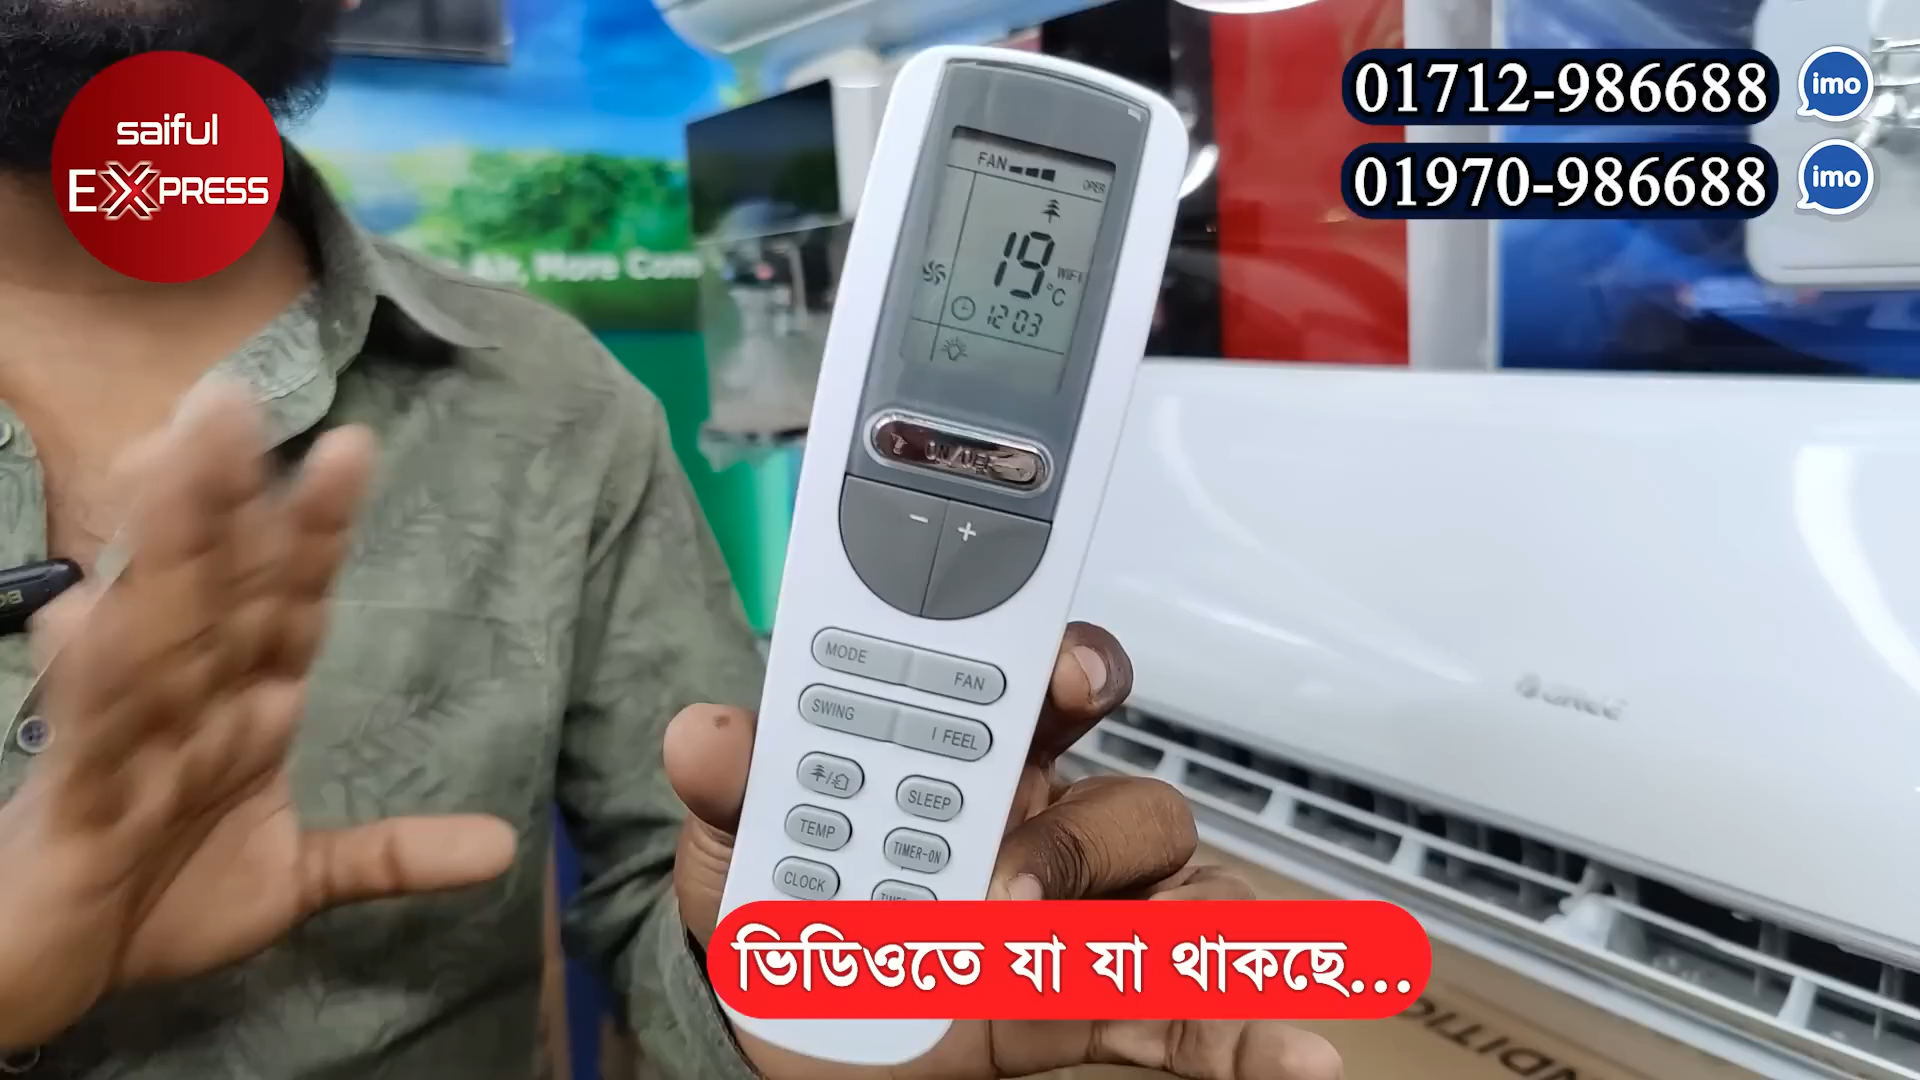 saiful
EXPRESS
01712-986688
imo
01970-986688
imo
FAN
OPER
19
°C
WIFI
12:03
ON/OFF
- +
MODE
FAN
SWING
I FEEL
SLEEP
TEMP
TIMER-ON
CLOCK
GREE
ভিডিওতে যা যা থাকছে...